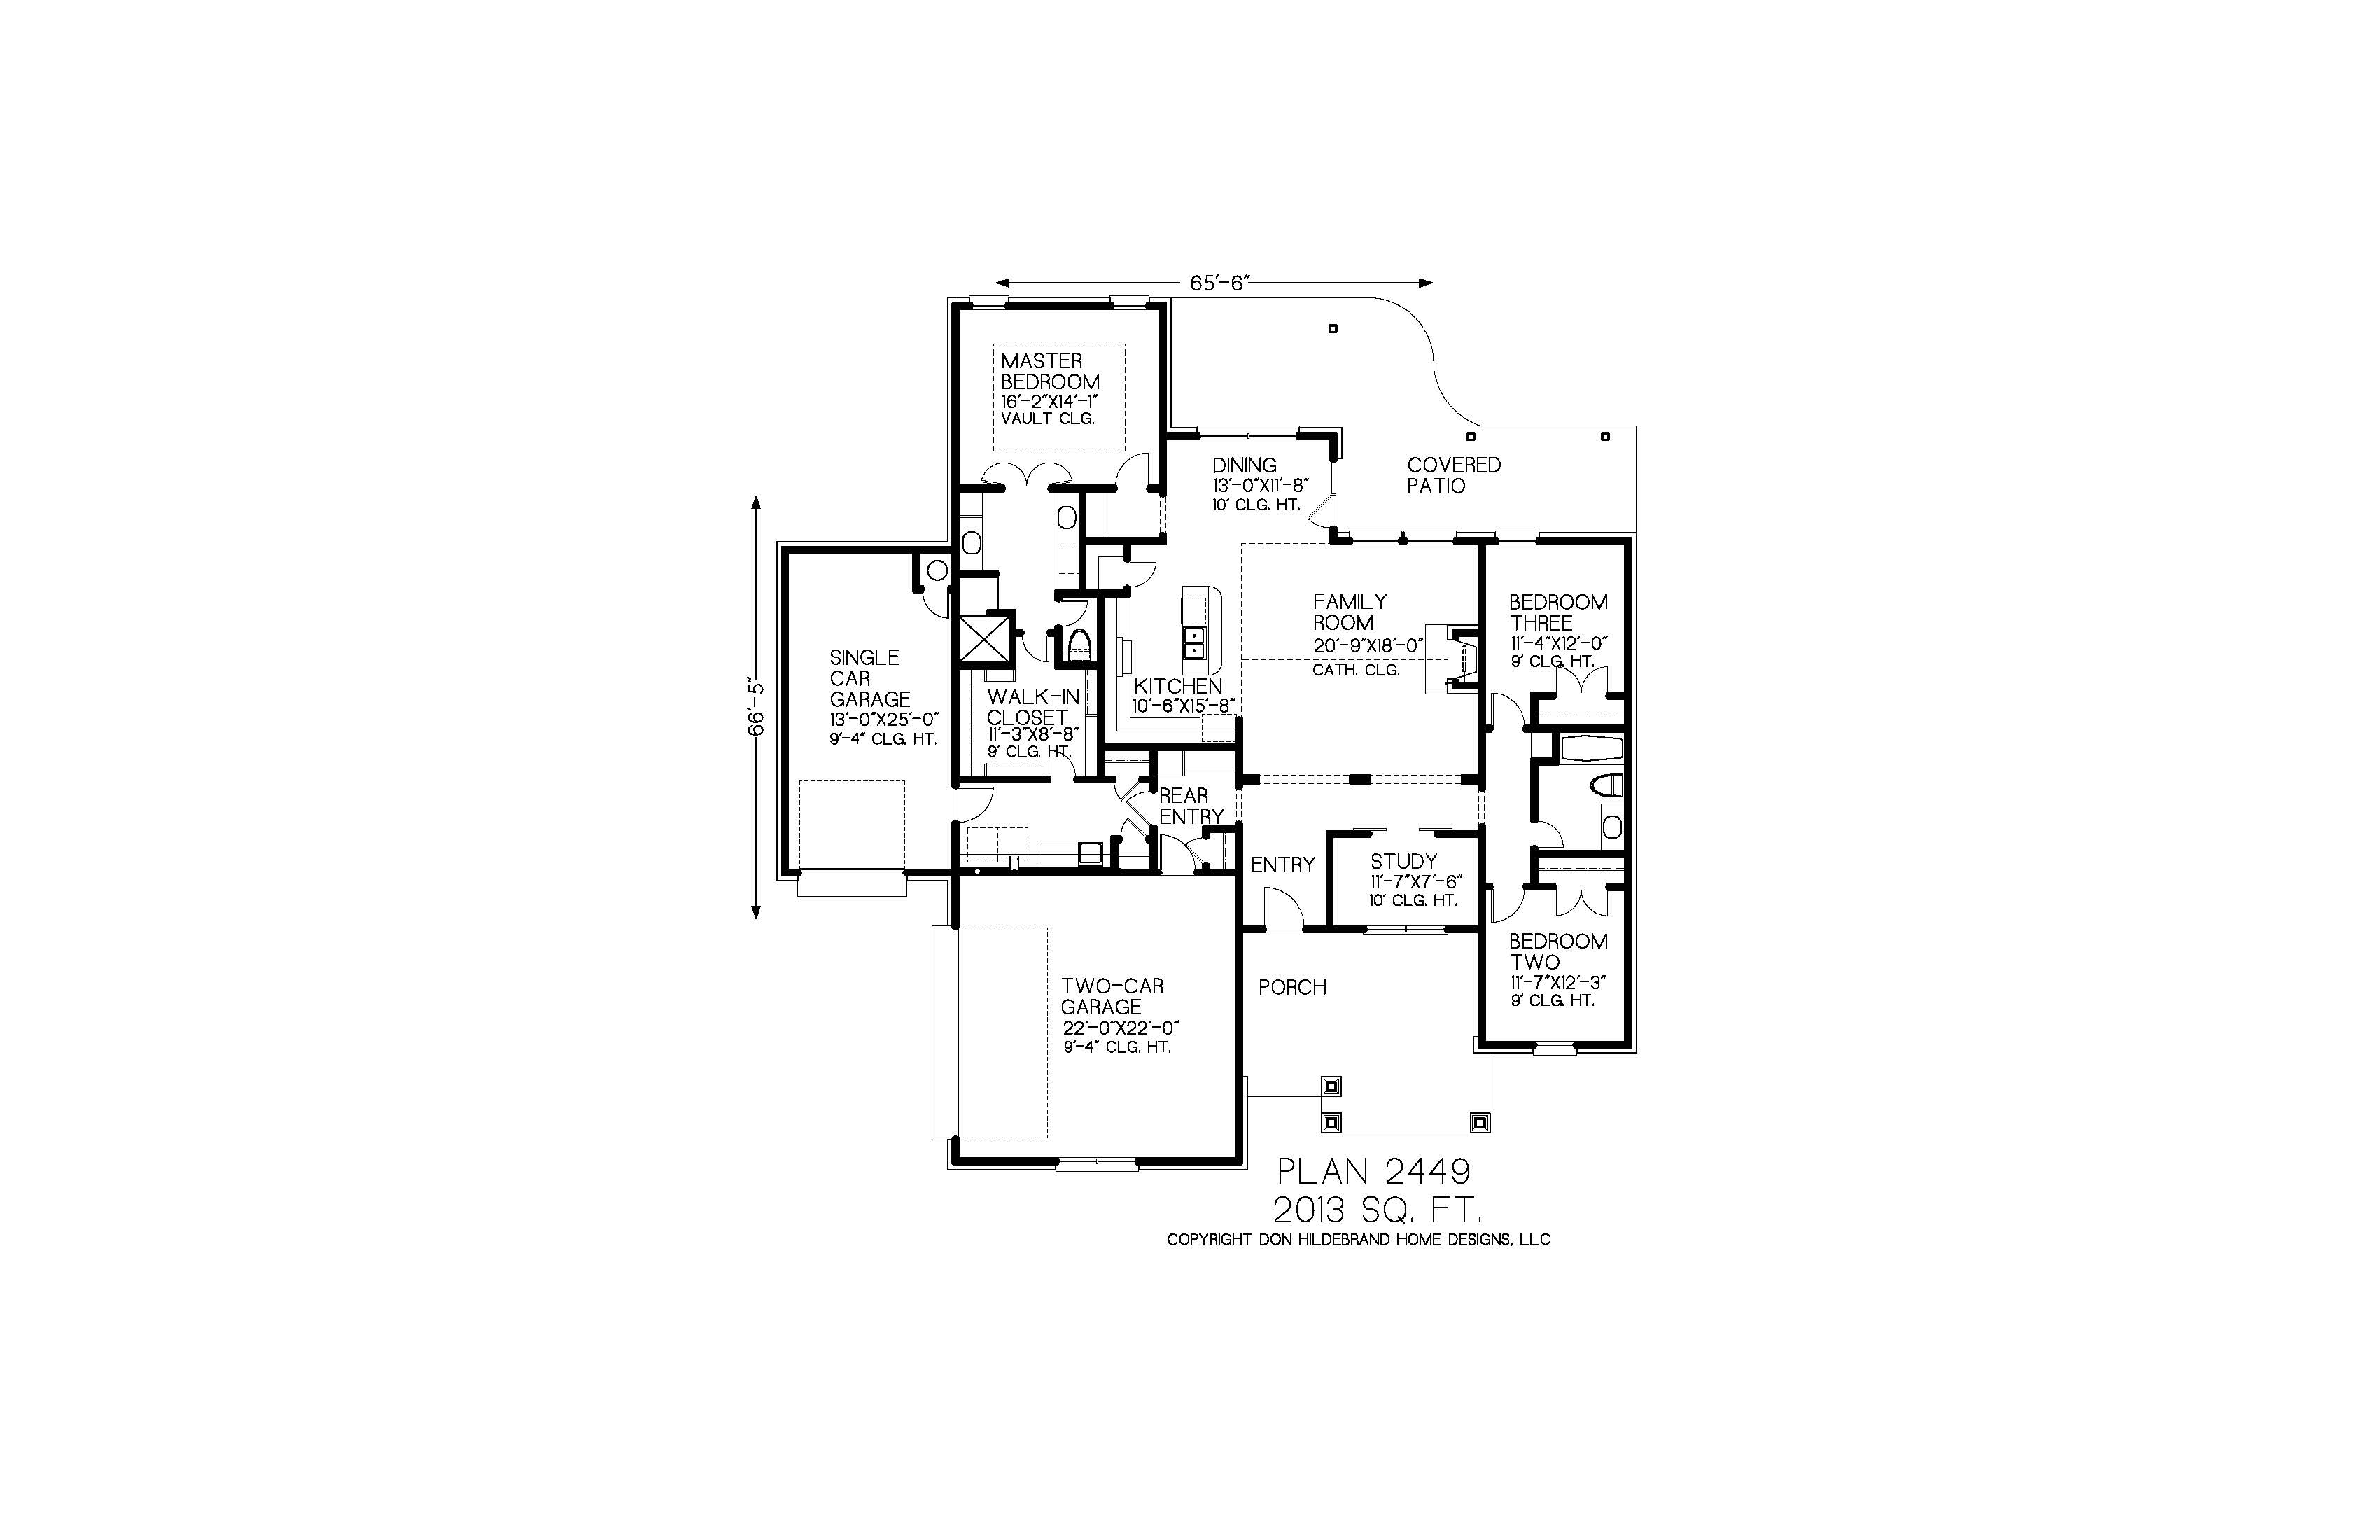 65'-6"
MASTER
BEDROOM
16'-2"X14'-1"
VAULT CLG.
DINING
13'-0"X11'-8"
10' CLG. HT.
COVERED
PATIO
FAMILY
ROOM
20'-9"X18'-0"
CATH. CLG.
BEDROOM
THREE
11'-4"X12'-0"
9' CLG. HT.
66'-5"
SINGLE
CAR
GARAGE
13'-0"X25'-0"
9'-4" CLG. HT.
WALK-IN
CLOSET
11'-3"X8'-8"
9' CLG. HT.
KITCHEN
10'-6"X15'-8"
REAR
ENTRY
ENTRY
STUDY
11'-7"X7'-6"
10' CLG. HT.
BEDROOM
TWO
11'-7"X12'-3"
9' CLG. HT.
TWO-CAR
GARAGE
22'-0"X22'-0"
9'-4" CLG. HT.
PORCH
PLAN 2449
2013 SQ. FT.
COPYRIGHT DON HILDEBRAND HOME DESIGNS, LLC